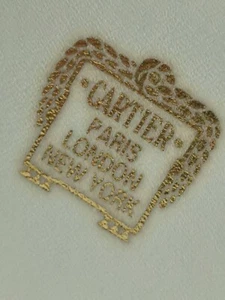 ·CARTIER·
PARIS
LONDON
NEW YORK